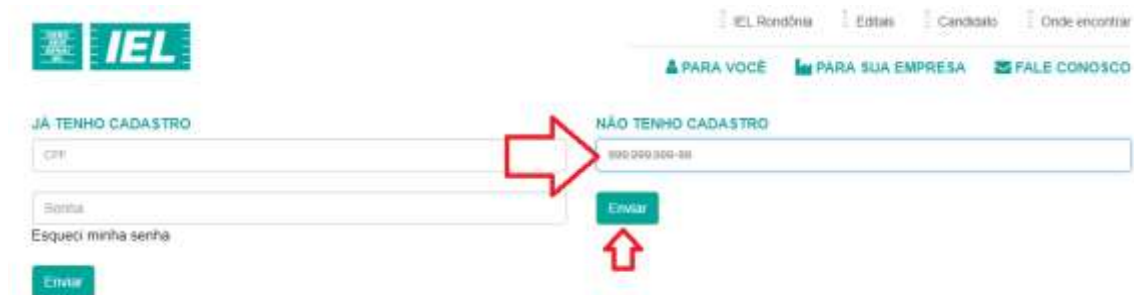 IEL
IEL Rondônia Editais Candidato Onde encontrar
PARA VOCÊ PARA SUA EMPRESA FALE CONOSCO
JÁ TENHO CADASTRO
CPF
Senha
Esqueci minha senha
Enviar
NÃO TENHO CADASTRO
999.999.999-99
Enviar